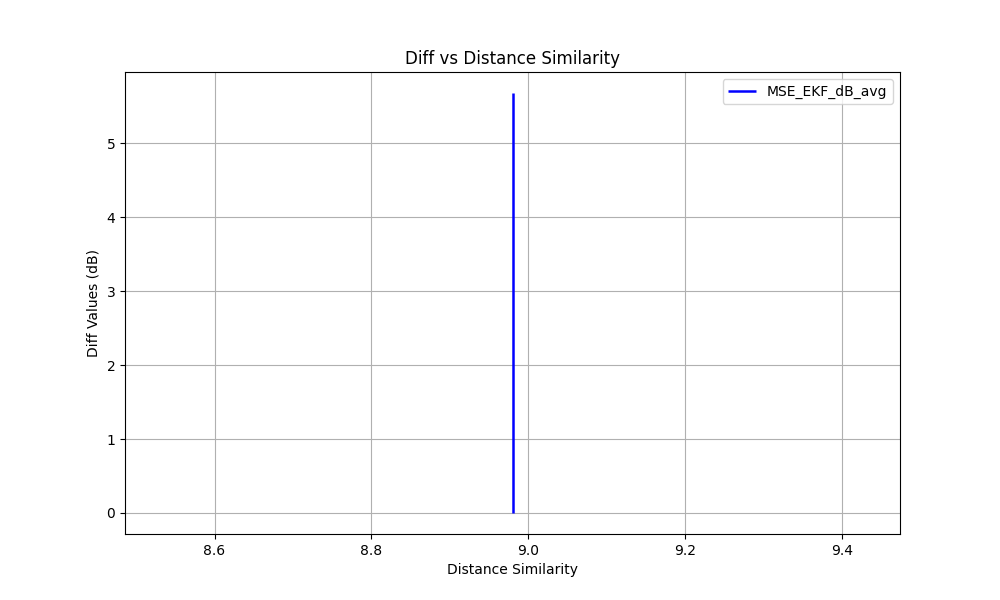 Diff vs Distance Similarity
MSE_EKF_dB_avg
Diff Values (dB)
5
4
3
2
1
0
8.6 8.8 9.0 9.2 9.4
Distance Similarity